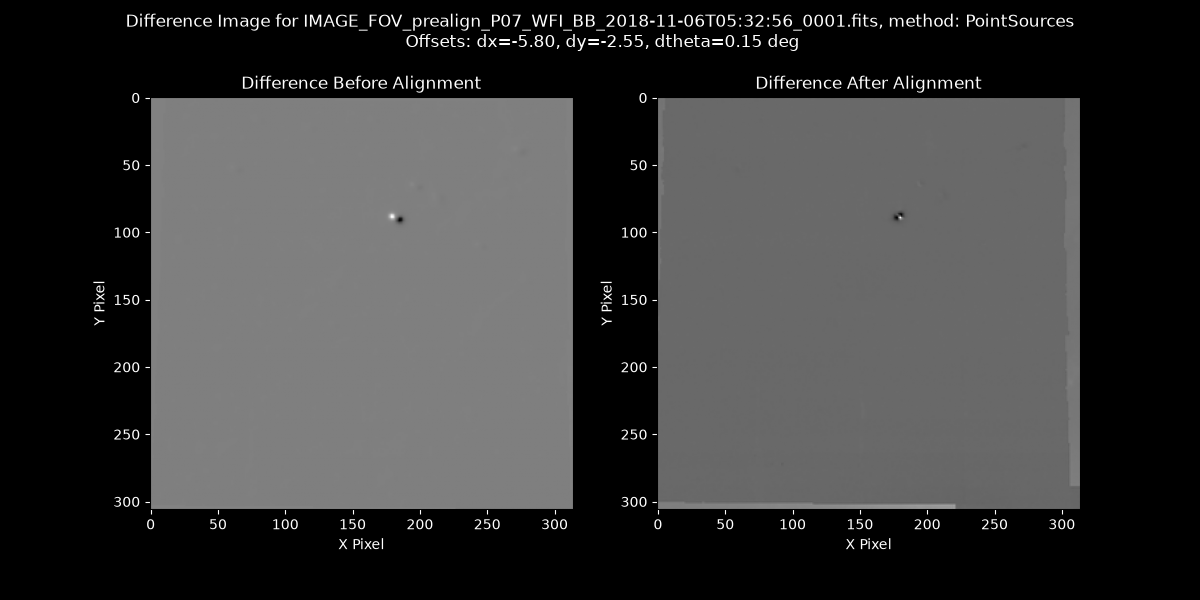 Difference Image for IMAGE_FOV_prealign_P07_WFI_BB_2018-11-06T05:32:56_0001.fits, method: PointSources
Offsets: dx=-5.80, dy=-2.55, dtheta=0.15 deg
Difference Before Alignment
0
50
100
150
200
250
300
Y Pixel
0 50 100 150 200 250 300
X Pixel
Difference After Alignment
0
50
100
150
200
250
300
Y Pixel
0 50 100 150 200 250 300
X Pixel